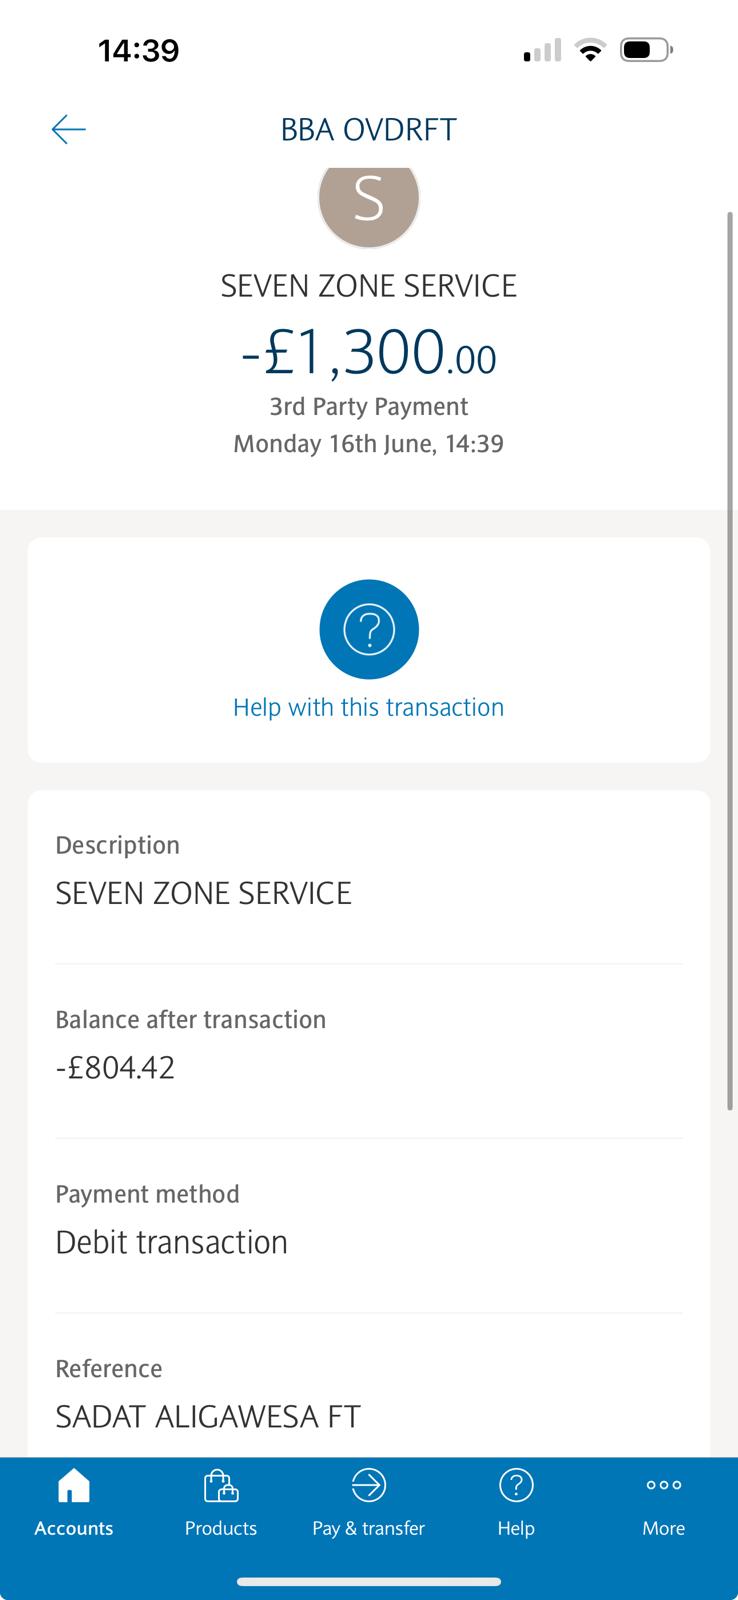 14:39
BBA OVDRFT
S
SEVEN ZONE SERVICE
-£1,300.00
3rd Party Payment
Monday 16th June, 14:39
?
Help with this transaction
Description
SEVEN ZONE SERVICE
Balance after transaction
-£804.42
Payment method
Debit transaction
Reference
SADAT ALIGAWESA FT
Accounts
Products
Pay & transfer
?
Help
More